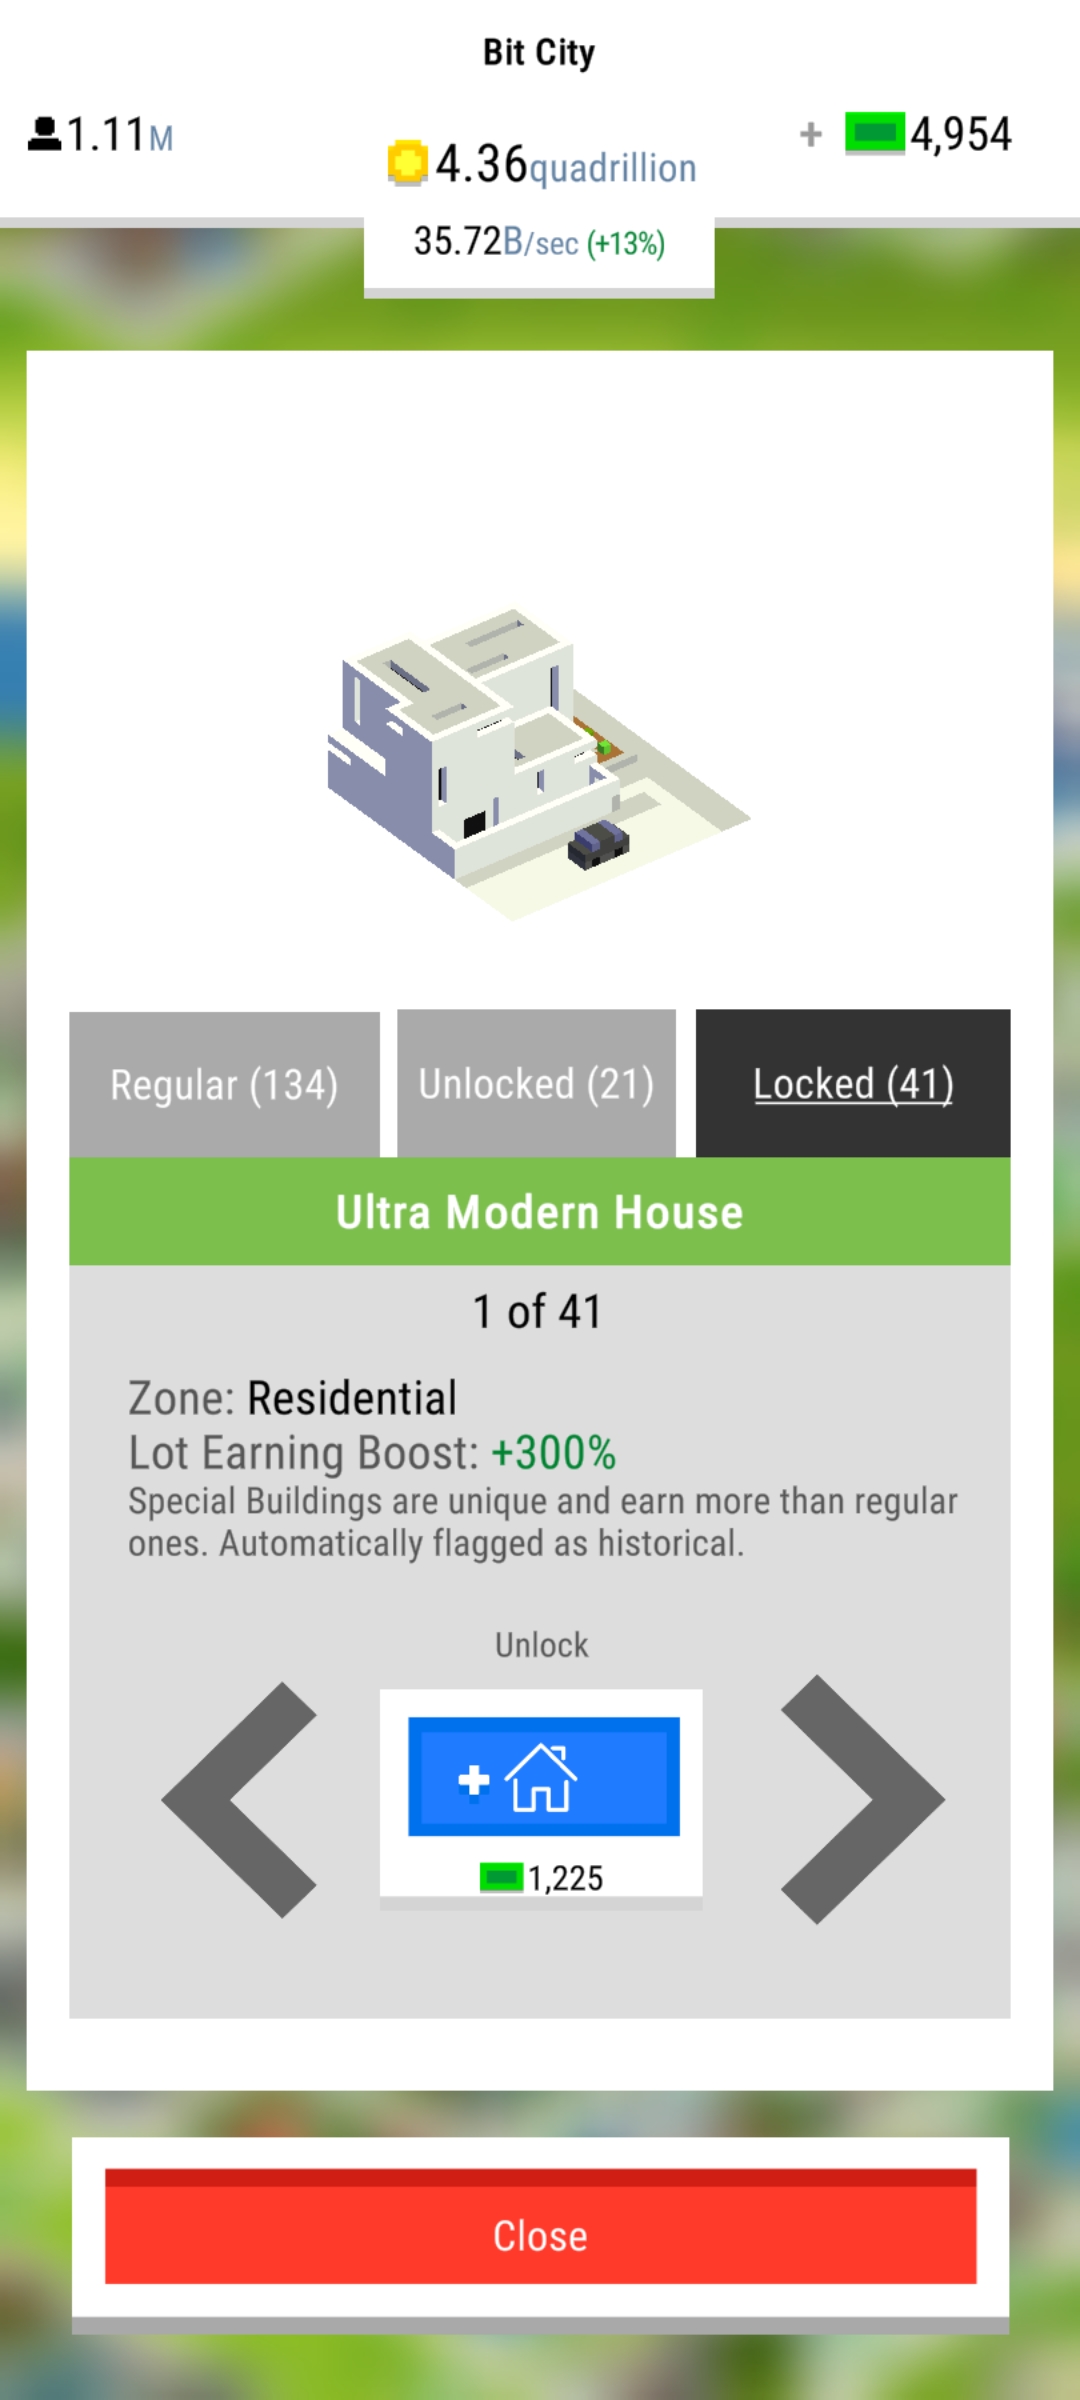 Bit City
1.11M
4.36quadrillion
+ 4,954
35.72B/sec (+13%)
Regular (134)
Unlocked (21)
Locked (41)
Ultra Modern House
1 of 41
Zone: Residential
Lot Earning Boost: +300%
Special Buildings are unique and earn more than regular
ones. Automatically flagged as historical.
Unlock
1,225
Close